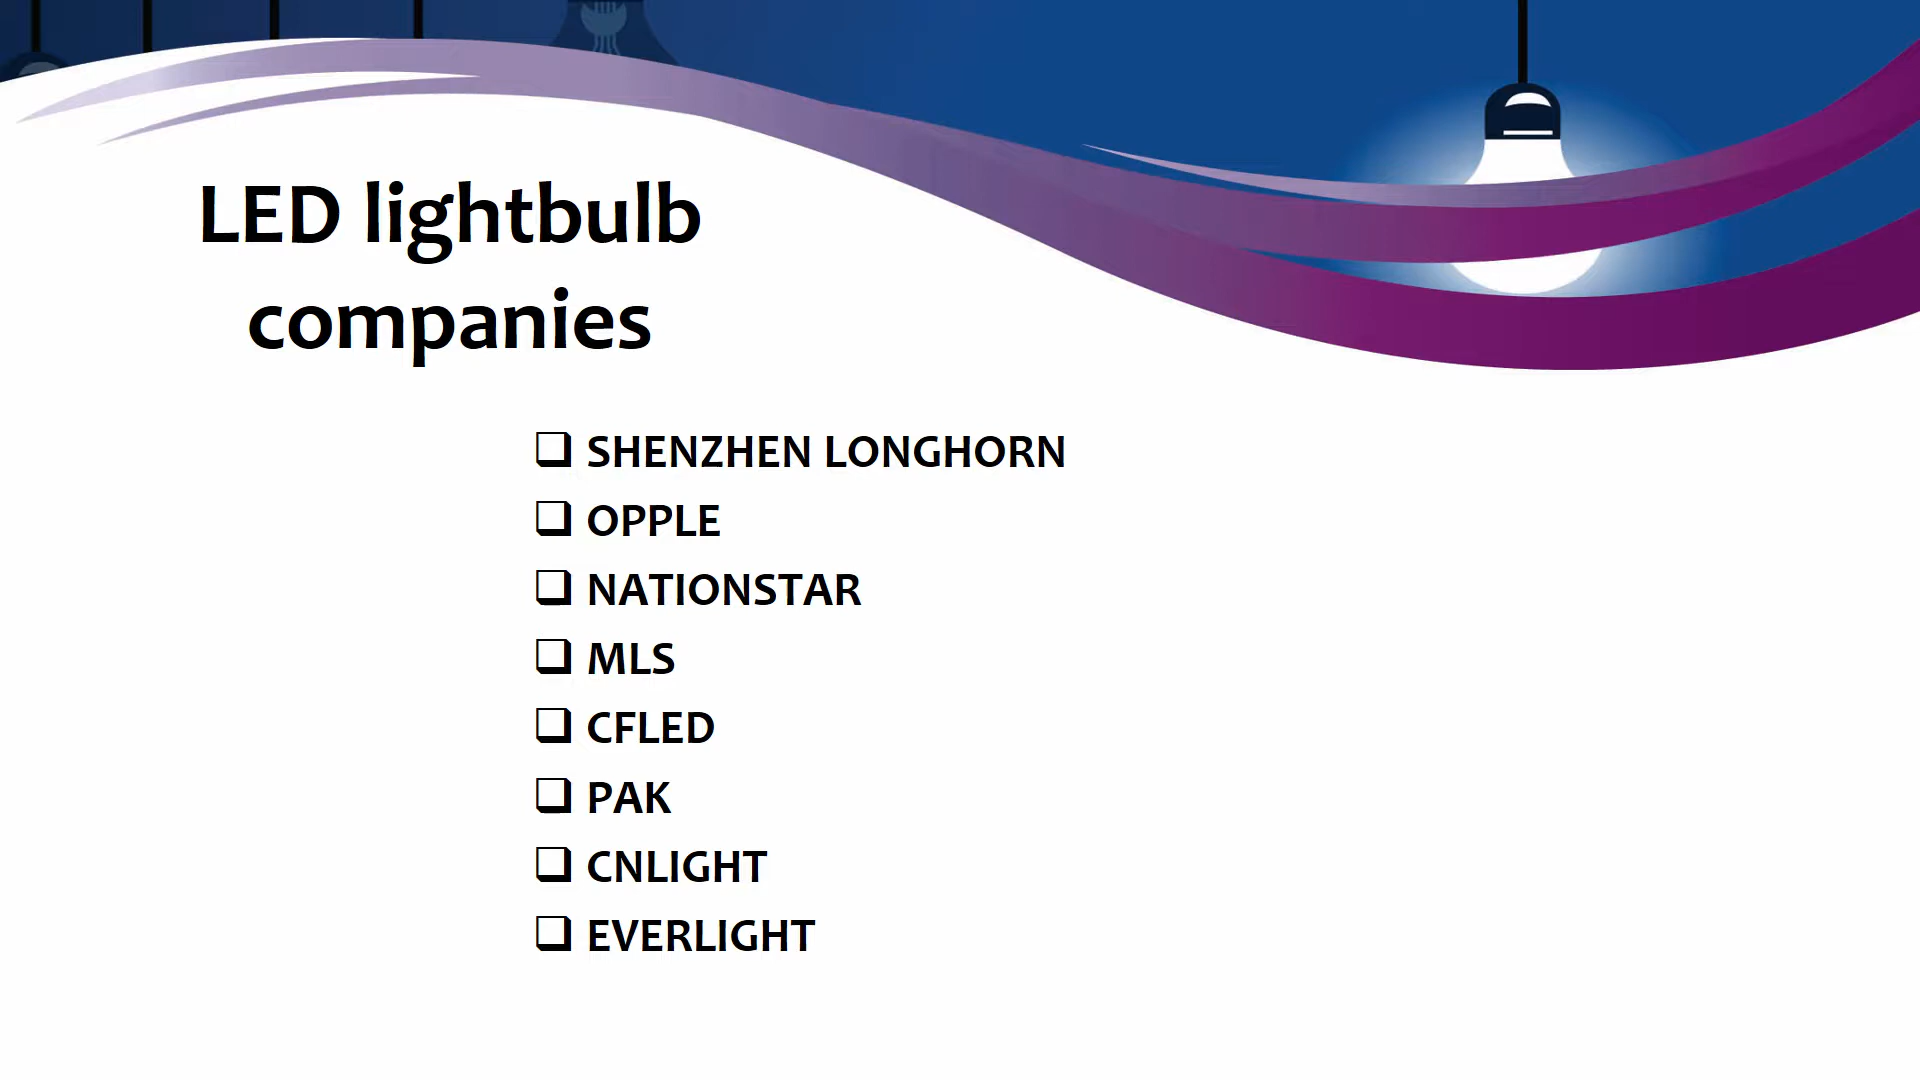 LED lightbulb
companies
❑ SHENZHEN LONGHORN
❑ OPPLE
❑ NATIONSTAR
❑ MLS
❑ CFLED
❑ PAK
❑ CNLIGHT
❑ EVERLIGHT